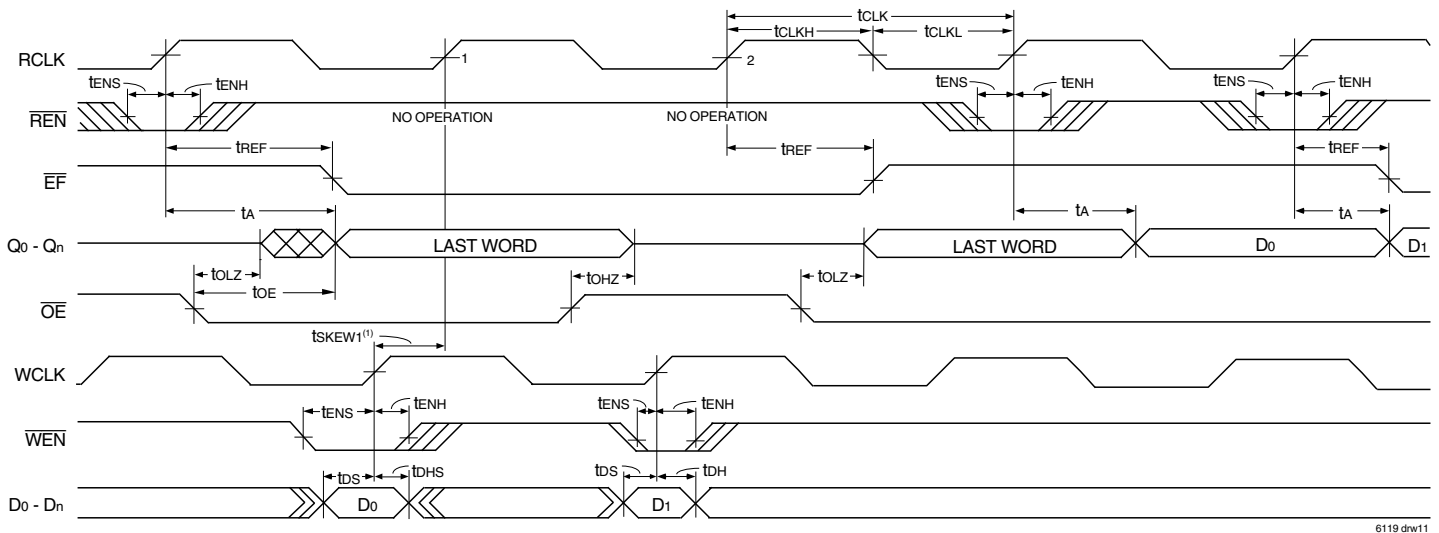 tCLK
tCLKH tCLKL
RCLK 1 2
tENS tENH tENS tENH tENS tENH
REN NO OPERATION NO OPERATION
tREF tREF tREF
EF
tA tA tA
Q0 - Qn LAST WORD LAST WORD D0 D1
tOLZ tOHZ tOLZ
tOE
OE
tSKEW1(1)
WCLK
tENS tENH tENS tENH
WEN
tDS tDHS tDS tDH
D0 - Dn D0 D1
6119 drw11